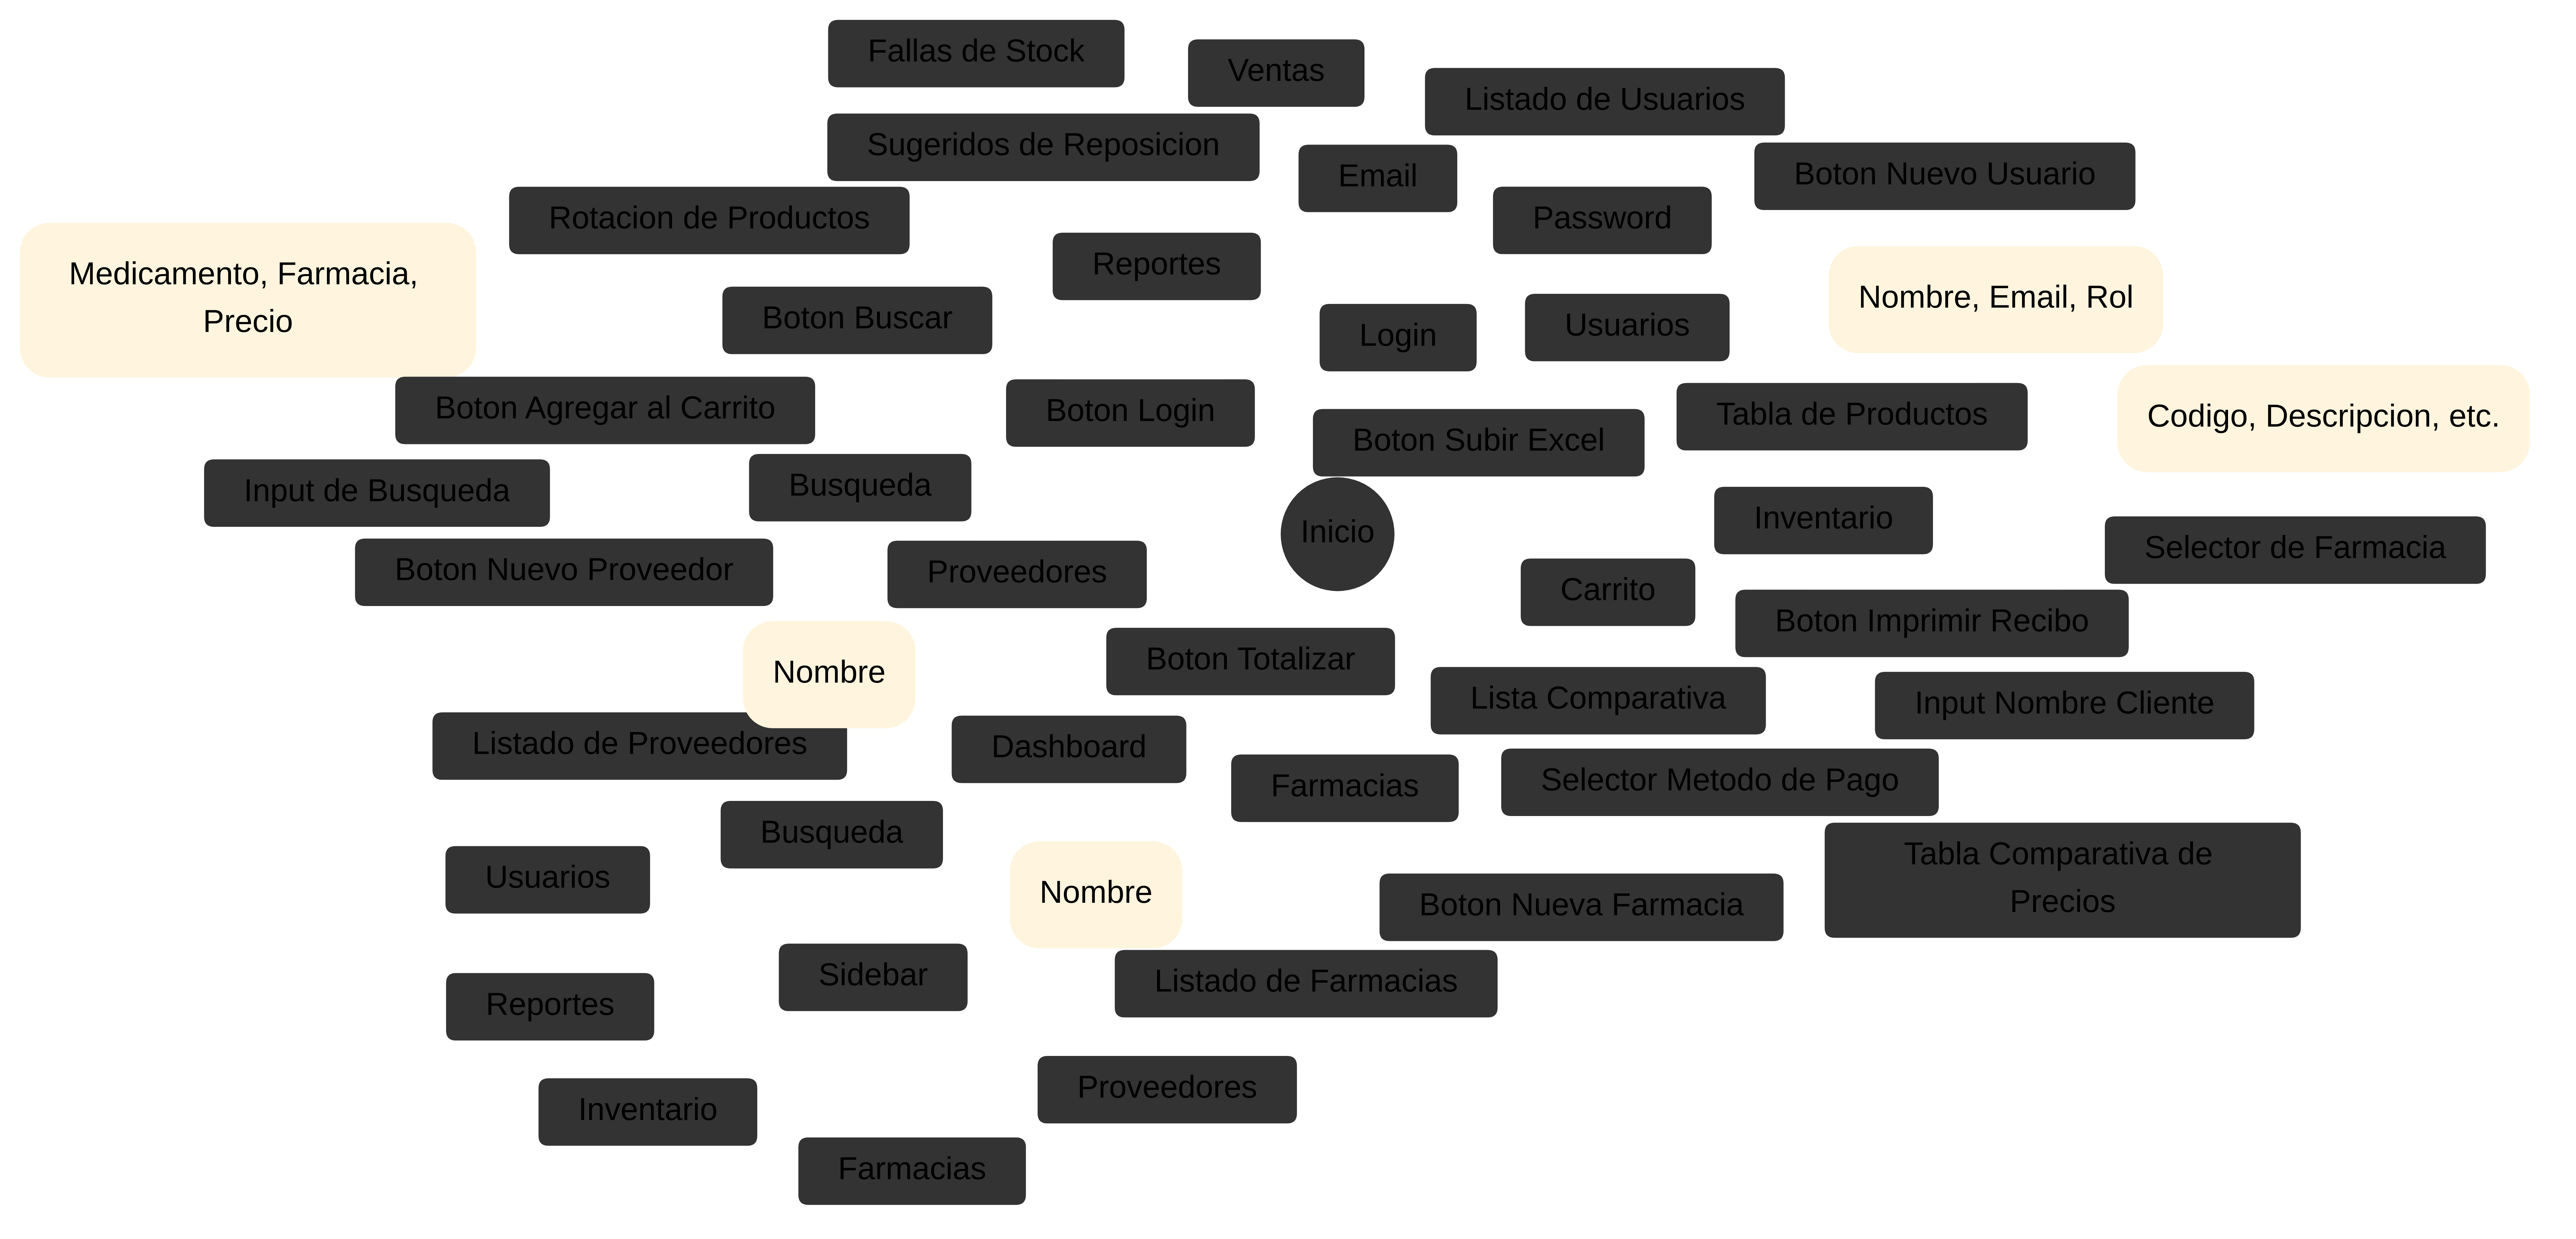 Fallas de Stock
Ventas
Listado de Usuarios
Sugeridos de Reposicion
Email
Boton Nuevo Usuario
Rotacion de Productos
Password
Medicamento, Farmacia,
Precio
Reportes
Nombre, Email, Rol
Boton Buscar
Login
Usuarios
Boton Agregar al Carrito
Boton Login
Boton Subir Excel
Tabla de Productos
Codigo, Descripcion, etc.
Input de Busqueda
Busqueda
Inicio
Inventario
Selector de Farmacia
Boton Nuevo Proveedor
Proveedores
Carrito
Boton Imprimir Recibo
Nombre
Boton Totalizar
Lista Comparativa
Input Nombre Cliente
Listado de Proveedores
Dashboard
Farmacias
Selector Metodo de Pago
Busqueda
Usuarios
Nombre
Boton Nueva Farmacia
Tabla Comparativa de
Precios
Reportes
Sidebar
Listado de Farmacias
Inventario
Proveedores
Farmacias